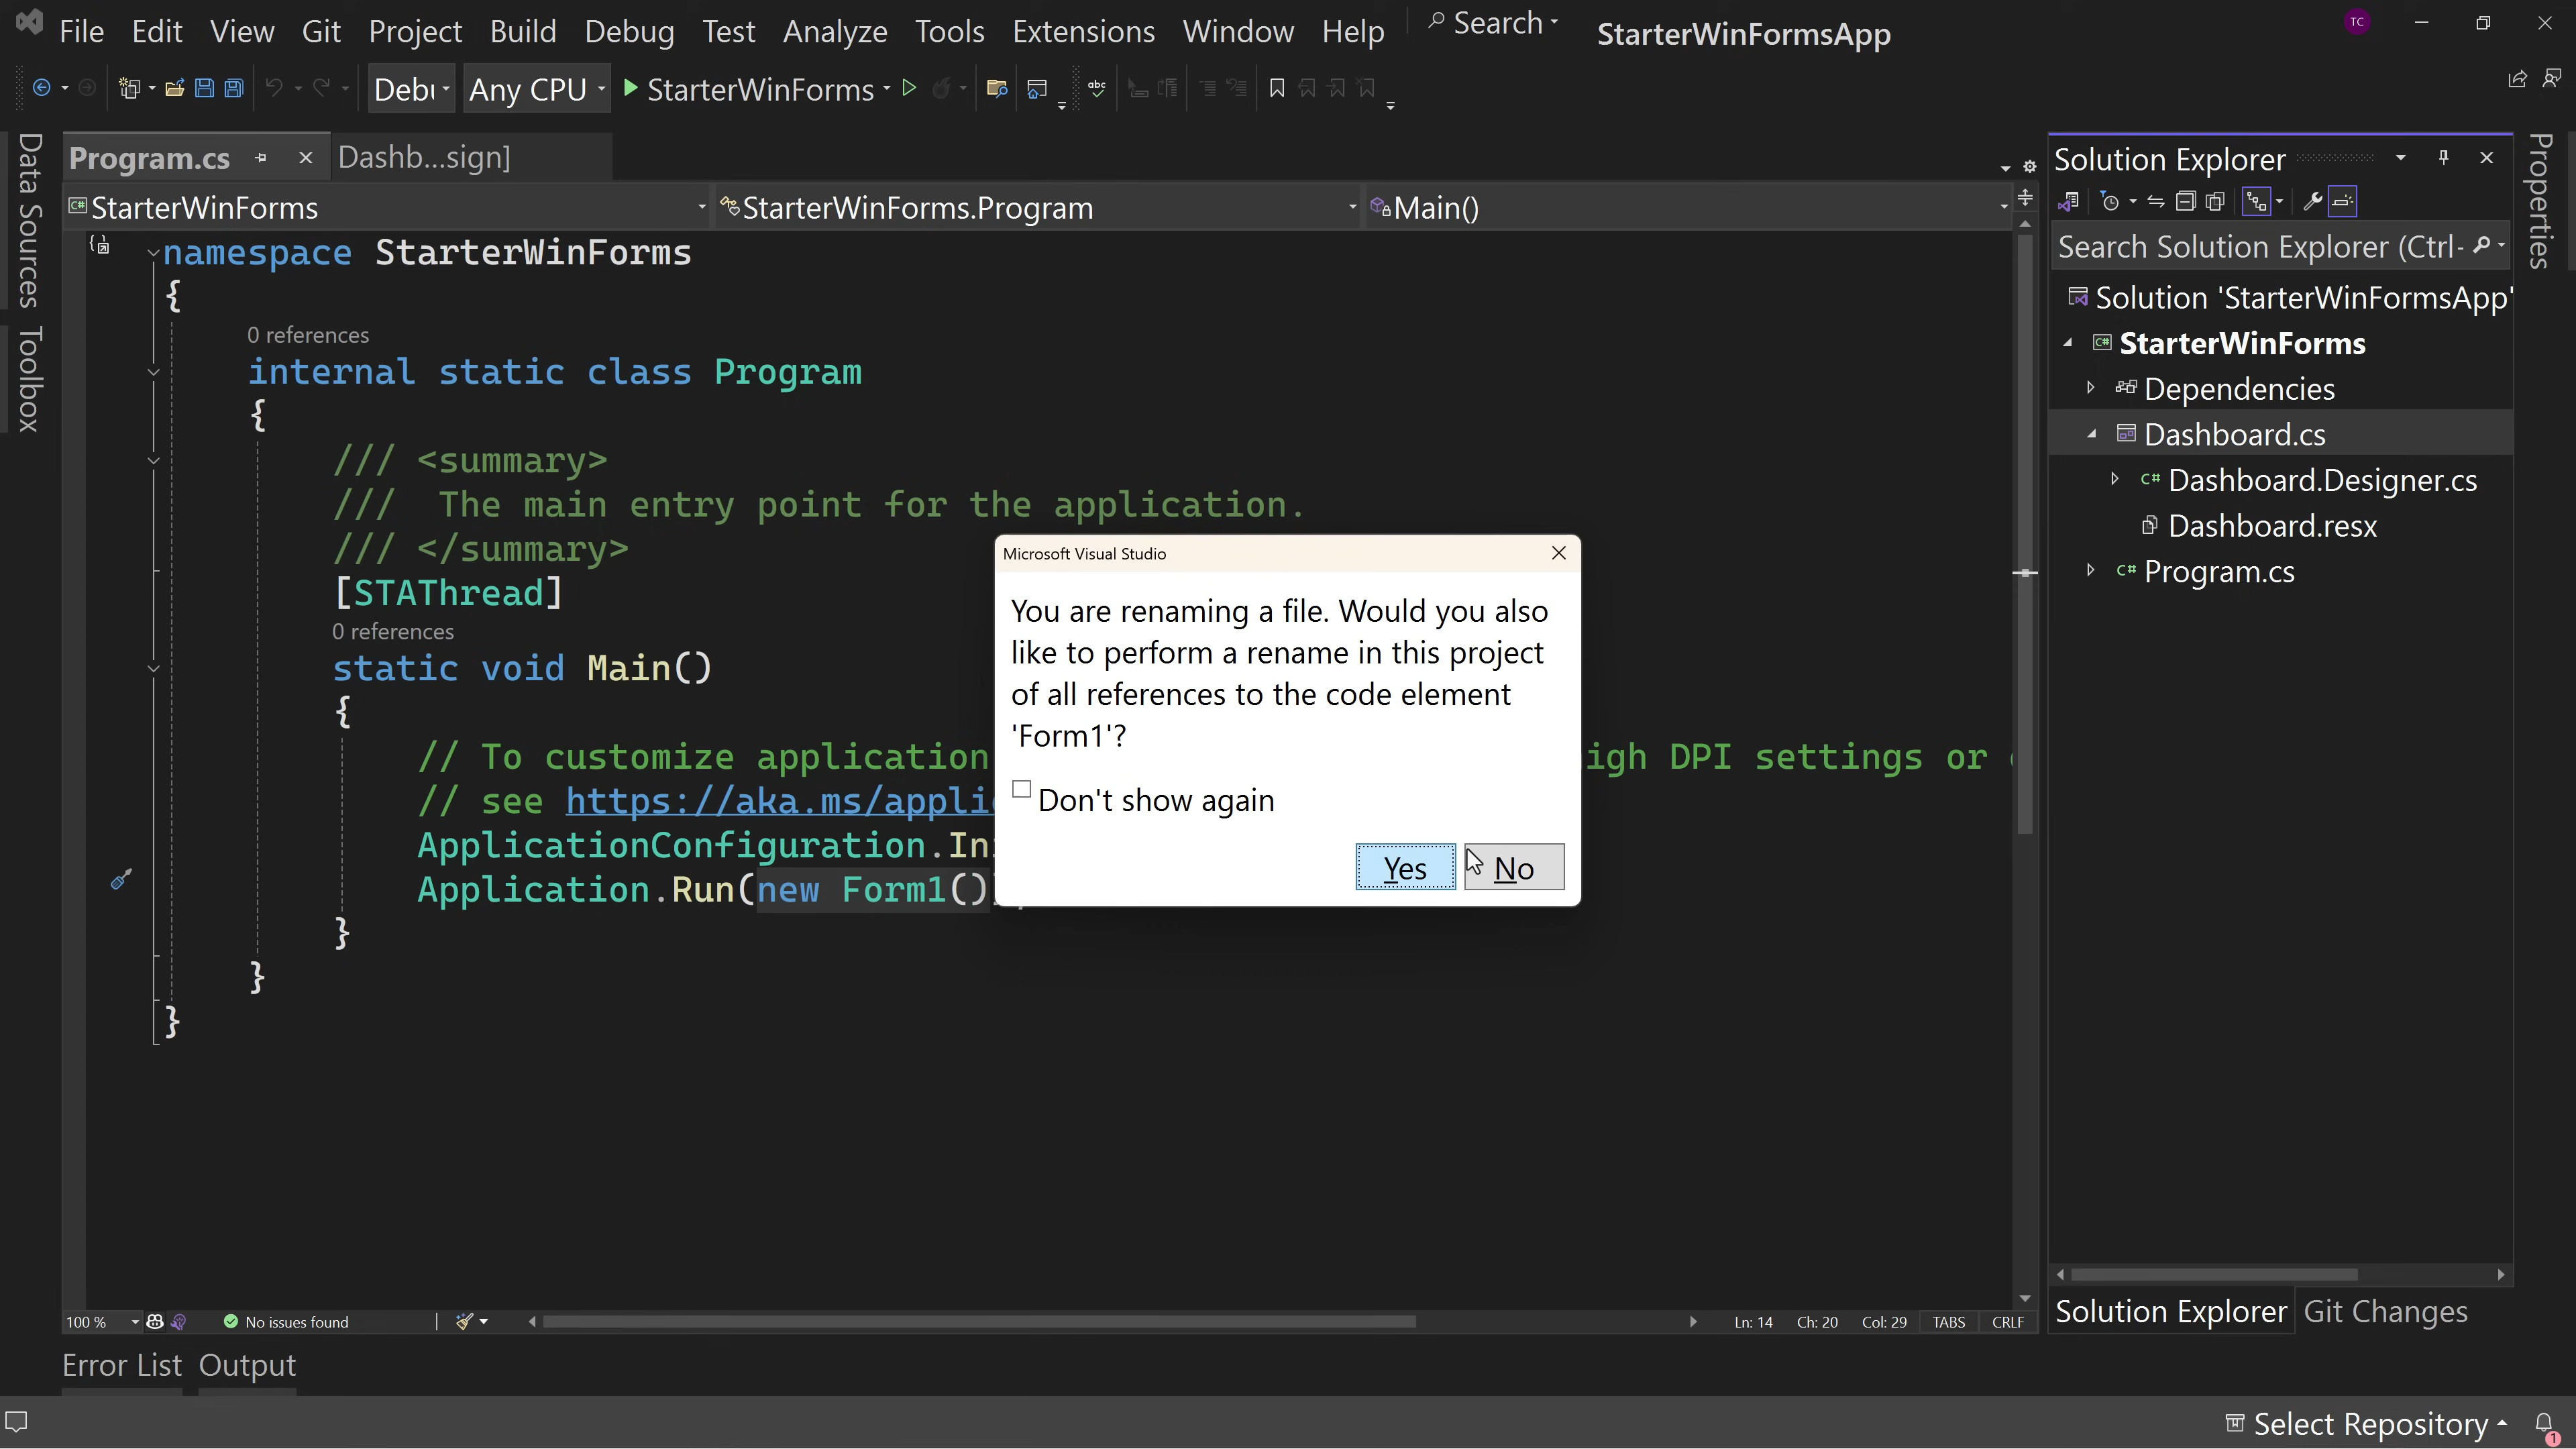 File Edit View Git Project Build Debug Test Analyze Tools Extensions Window Help Search StarterWinFormsApp TC
Any CPU StarterWinForms
Data Sources
Toolbox
Program.cs Dashb...sign]
StarterWinForms StarterWinForms.Program Main()
namespace StarterWinForms
{
0 references
internal static class Program
{
/// <summary>
/// The main entry point for the application.
/// </summary>
[STAThread]
0 references
static void Main()
{
// To customize application igh DPI settings or
// see https://aka.ms/applic
ApplicationConfiguration.In
Application.Run(new Form1()
}
}
}
Microsoft Visual Studio
You are renaming a file. Would you also
like to perform a rename in this project
of all references to the code element
'Form1'?
Don't show again
Yes No
Solution Explorer
Search Solution Explorer (Ctrl-
Solution 'StarterWinFormsApp'
C# StarterWinForms
Dependencies
Dashboard.cs
C# Dashboard.Designer.cs
Dashboard.resx
C# Program.cs
Properties
100 % No issues found Ln: 14 Ch: 20 Col: 29 TABS CRLF
Solution Explorer Git Changes
Error List Output
Select Repository 1